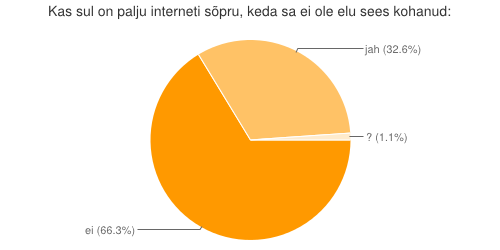 Kas sul on palju interneti sõpru, keda sa ei ole elu sees kohanud:
jah (32.6%)
? (1.1%)
ei (66.3%)